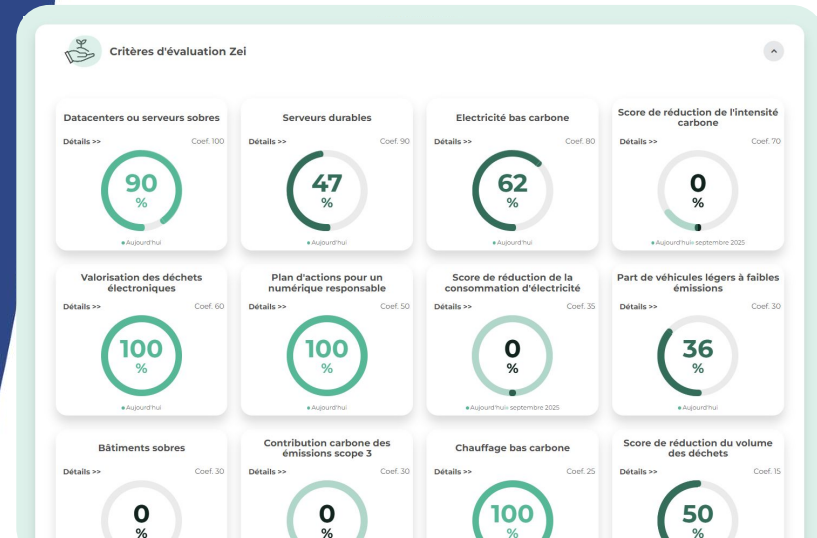 Critères d'évaluation Zei
Datacenters ou serveurs sobres
Détails >>
Coef. 100
90
%
Aujourd'hui
Serveurs durables
Détails >>
Coef. 90
47
%
Aujourd'hui
Electricité bas carbone
Détails >>
Coef. 80
62
%
Aujourd'hui
Score de réduction de l'intensité
carbone
Détails >>
Coef. 70
0
%
Aujourd'hui
septembre 2025
Valorisation des déchets
électroniques
Détails >>
Coef. 60
100
%
Aujourd'hui
Plan d'actions pour un
numérique responsable
Détails >>
Coef. 50
100
%
Aujourd'hui
Score de réduction de la
consommation d'électricité
Détails >>
Coef. 35
0
%
Aujourd'hui
septembre 2025
Part de véhicules légers à faibles
émissions
Détails >>
Coef. 30
36
%
Aujourd'hui
Bâtiments sobres
Détails >>
Coef. 30
0
%
Contribution carbone des
émissions scope 3
Détails >>
Coef. 30
0
%
Chauffage bas carbone
Détails >>
Coef. 25
100
%
Score de réduction du volume
des déchets
Détails >>
Coef. 15
50
%